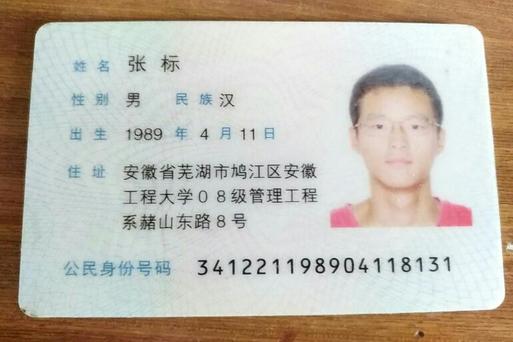 姓名 张标
性别 男 民族 汉
出生 1989 年 4 月 11 日
住址 安徽省芜湖市鸠江区安徽
工程大学08级管理工程
系赭山东路8号
公民身份号码 341221198904118131